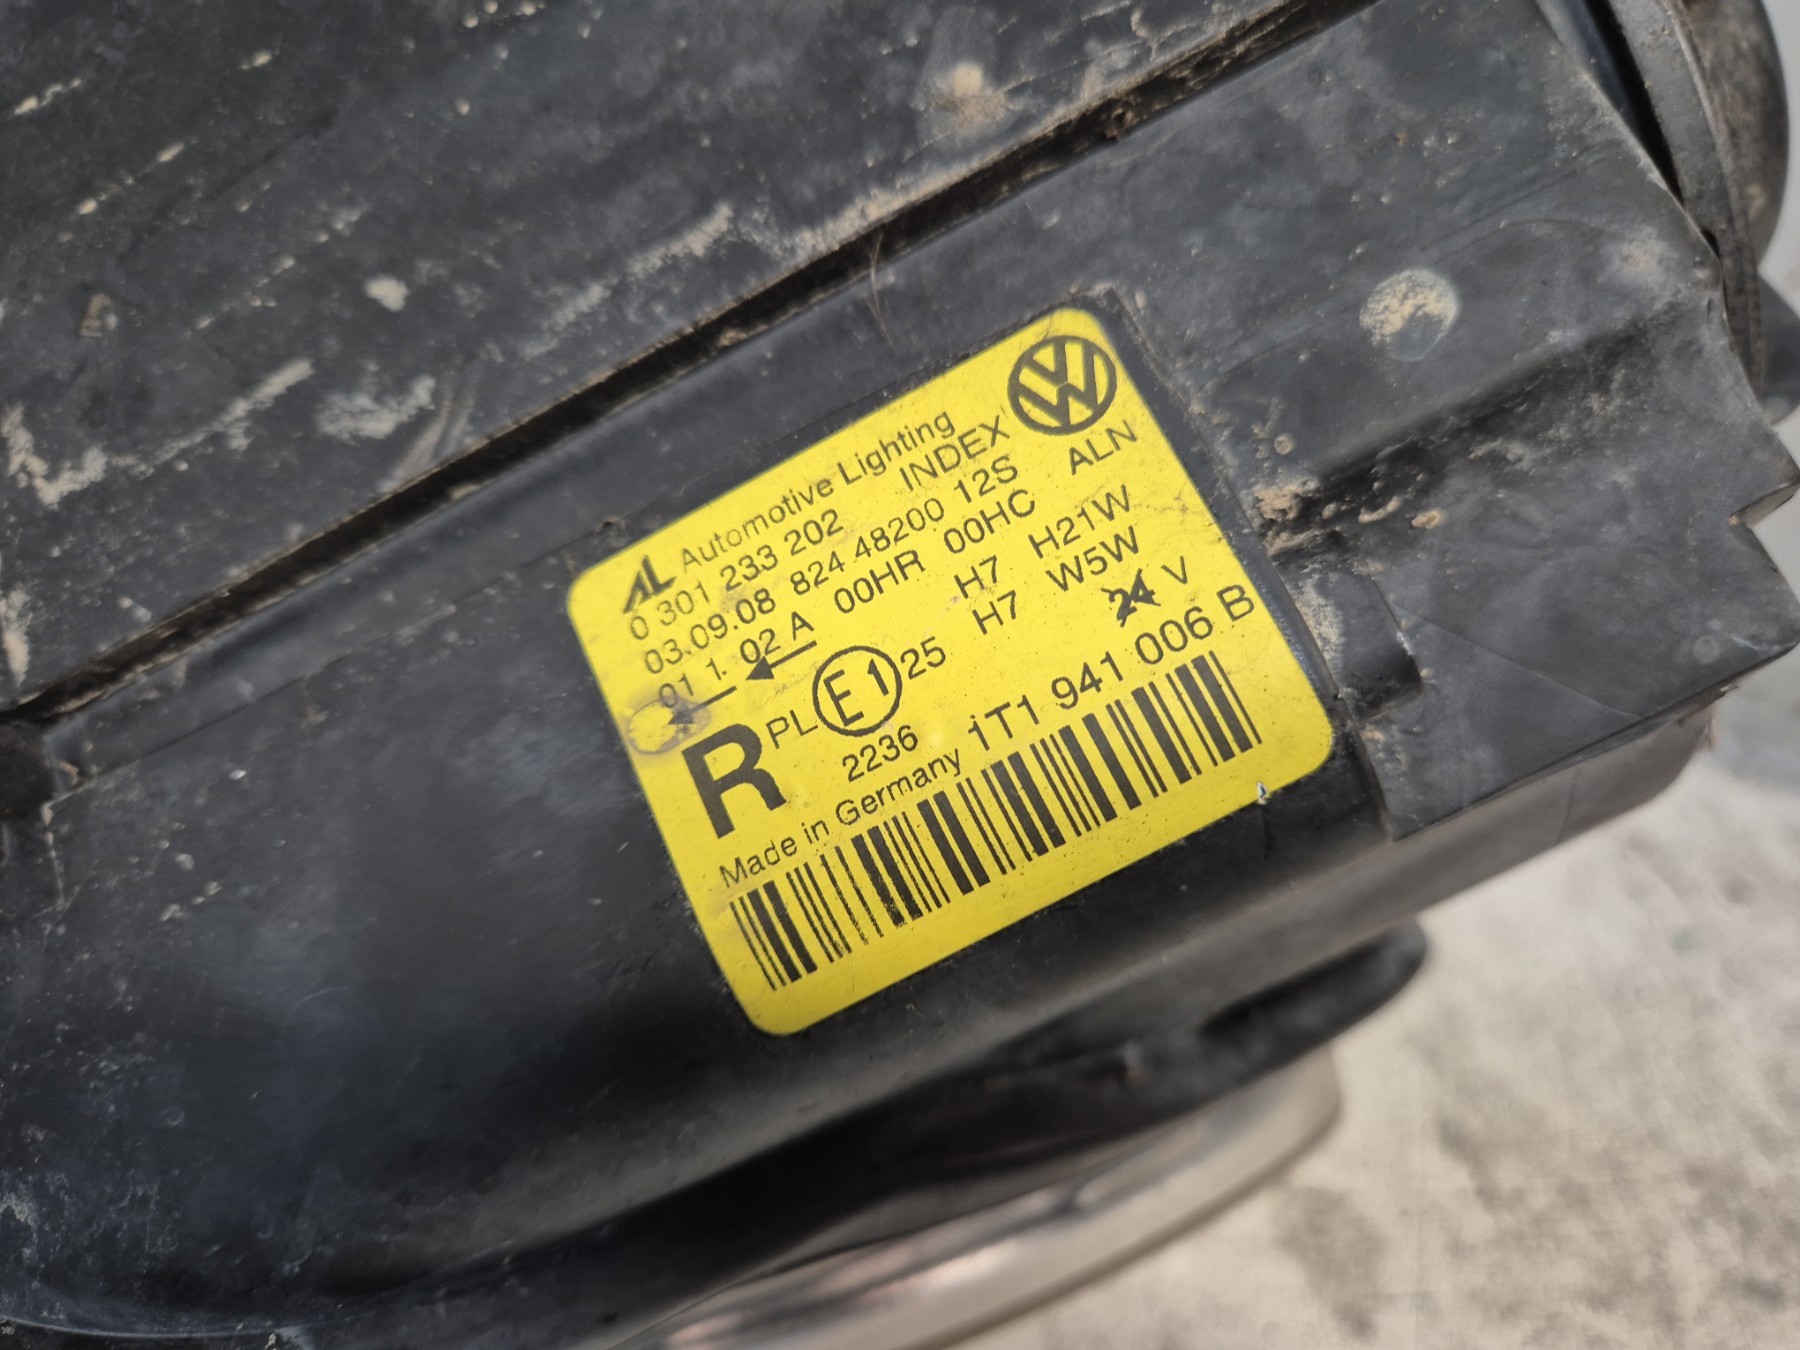 AL Automotive Lighting
0 301 233 202 INDEX
03.09.08 824 48200 12S ALN
01 1. 02 A 00HR 00HC
H7 H21W
H7 W5W
24 V
R PL E1 25
2236
Made in Germany 1T1 941 006 B